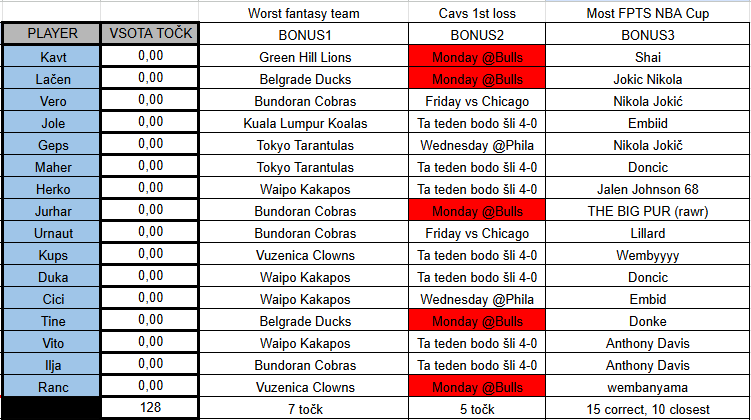 Worst fantasy team Cavs 1st loss Most FPTS NBA Cup
PLAYER VSOTA TOČK BONUS1 BONUS2 BONUS3
Kavt 0,00 Green Hill Lions Monday @Bulls Shai
Lačen 0,00 Belgrade Ducks Monday @Bulls Jokic Nikola
Vero 0,00 Bundoran Cobras Friday vs Chicago Nikola Jokić
Jole 0,00 Kuala Lumpur Koalas Ta teden bodo šli 4-0 Embiid
Geps 0,00 Tokyo Tarantulas Wednesday @Phila Nikola Jokič
Maher 0,00 Tokyo Tarantulas Ta teden bodo šli 4-0 Doncic
Herko 0,00 Waipo Kakapos Ta teden bodo šli 4-0 Jalen Johnson 68
Jurhar 0,00 Bundoran Cobras Monday @Bulls THE BIG PUR (rawr)
Urnaut 0,00 Bundoran Cobras Friday vs Chicago Lillard
Kups 0,00 Vuzenica Clowns Ta teden bodo šli 4-0 Wembyyyy
Duka 0,00 Waipo Kakapos Ta teden bodo šli 4-0 Doncic
Cici 0,00 Waipo Kakapos Wednesday @Phila Embid
Tine 0,00 Belgrade Ducks Monday @Bulls Donke
Vito 0,00 Waipo Kakapos Ta teden bodo šli 4-0 Anthony Davis
Ilja 0,00 Bundoran Cobras Ta teden bodo šli 4-0 Anthony Davis
Ranc 0,00 Vuzenica Clowns Monday @Bulls wembanyama
128 7 točk 5 točk 15 correct, 10 closest